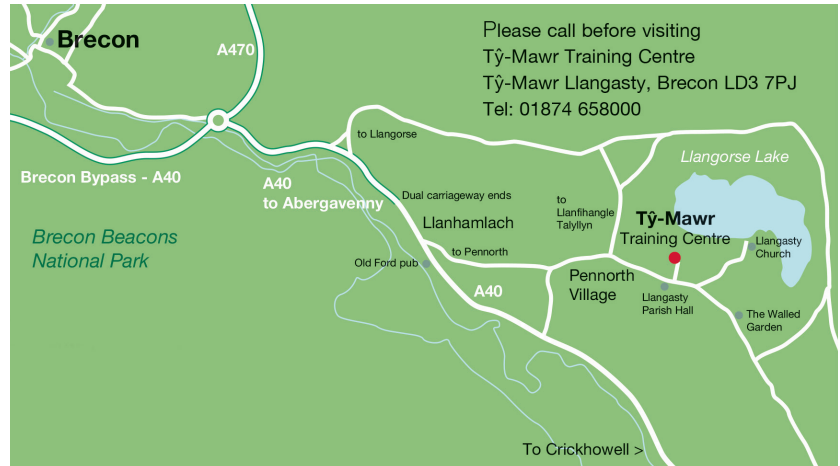 Brecon
A470
Please call before visiting
Tŷ-Mawr Training Centre
Tŷ-Mawr Llangasty, Brecon LD3 7PJ
Tel: 01874 658000
to Llangorse
Llangorse Lake
Brecon Bypass - A40
A40
to Abergavenny
Dual carriageway ends
Llanhamlach
to
Llanfihangle
Talyllyn
Tŷ-Mawr
Training Centre
Brecon Beacons
National Park
Llangasty
Church
to Pennorth
Old Ford pub
A40
Pennorth
Village
Llangasty
Parish Hall
The Walled
Garden
To Crickhowell >